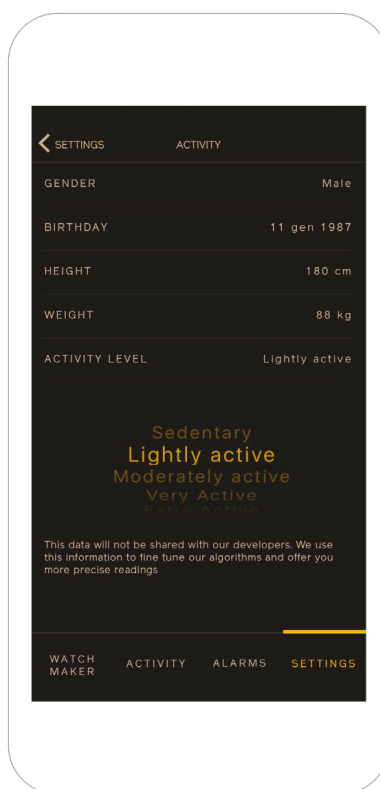 SETTINGS ACTIVITY
GENDER Male
BIRTHDAY 11 gen 1987
HEIGHT 180 cm
WEIGHT 88 kg
ACTIVITY LEVEL Lightly active
Sedentary
Lightly active
Moderately active
Very Active
Extra Active
This data will not be shared with our developers. We use
this information to fine tune our algorithms and offer you
more precise readings
WATCH MAKER ACTIVITY ALARMS SETTINGS